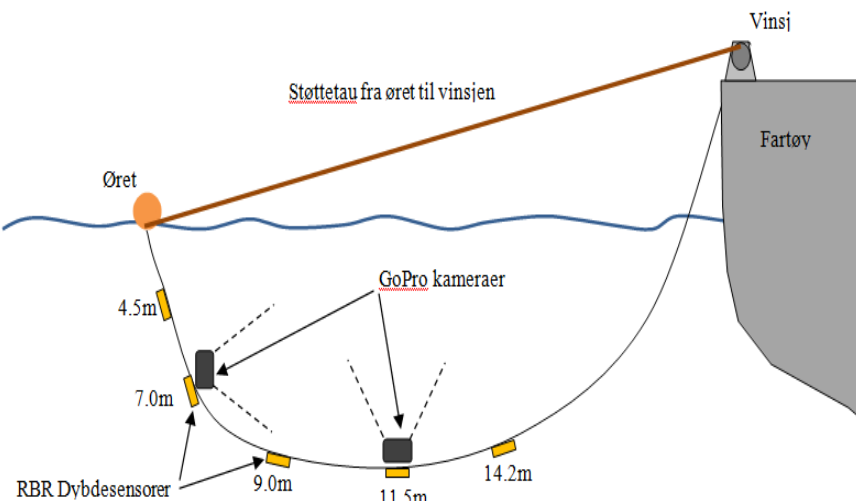 Vinsj
Støttetau fra øret til vinsjen
Fartøy
Øret
GoPro kameraer
4.5m
7.0m
RBR Dybdesensorer
9.0m
11.5m
14.2m